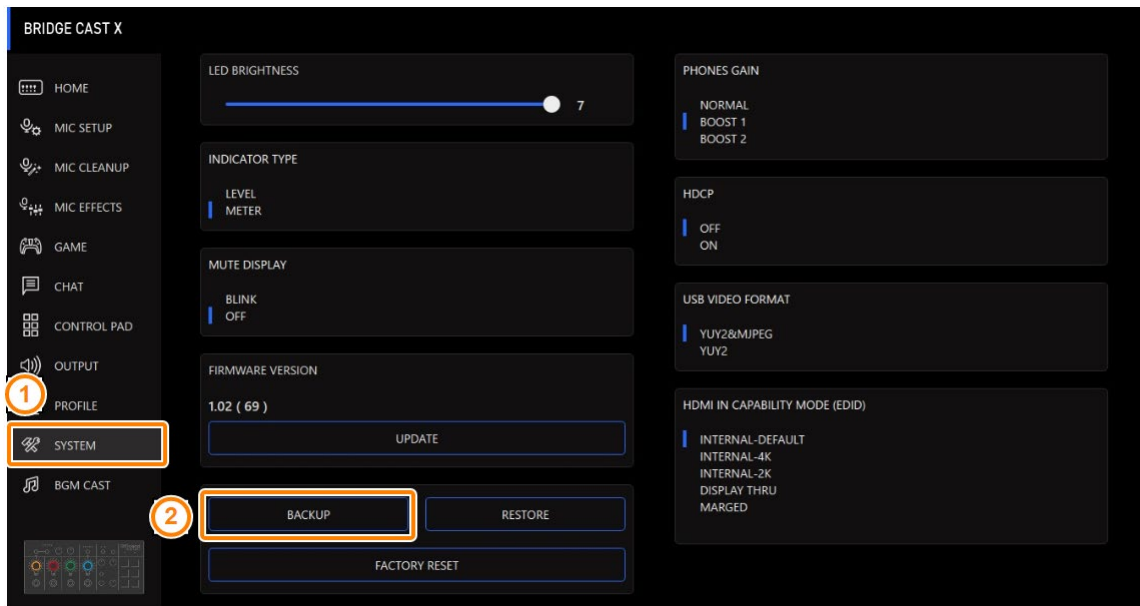 BRIDGE CAST X
HOME
MIC SETUP
MIC CLEANUP
MIC EFFECTS
GAME
CHAT
CONTROL PAD
OUTPUT
1
PROFILE
SYSTEM
BGM CAST
LED BRIGHTNESS
7
INDICATOR TYPE
LEVEL
METER
MUTE DISPLAY
BLINK
OFF
FIRMWARE VERSION
1.02 ( 69 )
UPDATE
2
BACKUP
RESTORE
FACTORY RESET
PHONES GAIN
NORMAL
BOOST 1
BOOST 2
HDCP
OFF
ON
USB VIDEO FORMAT
YUY2&MJPEG
YUY2
HDMI IN CAPABILITY MODE (EDID)
INTERNAL-DEFAULT
INTERNAL-4K
INTERNAL-2K
DISPLAY THRU
MARGED